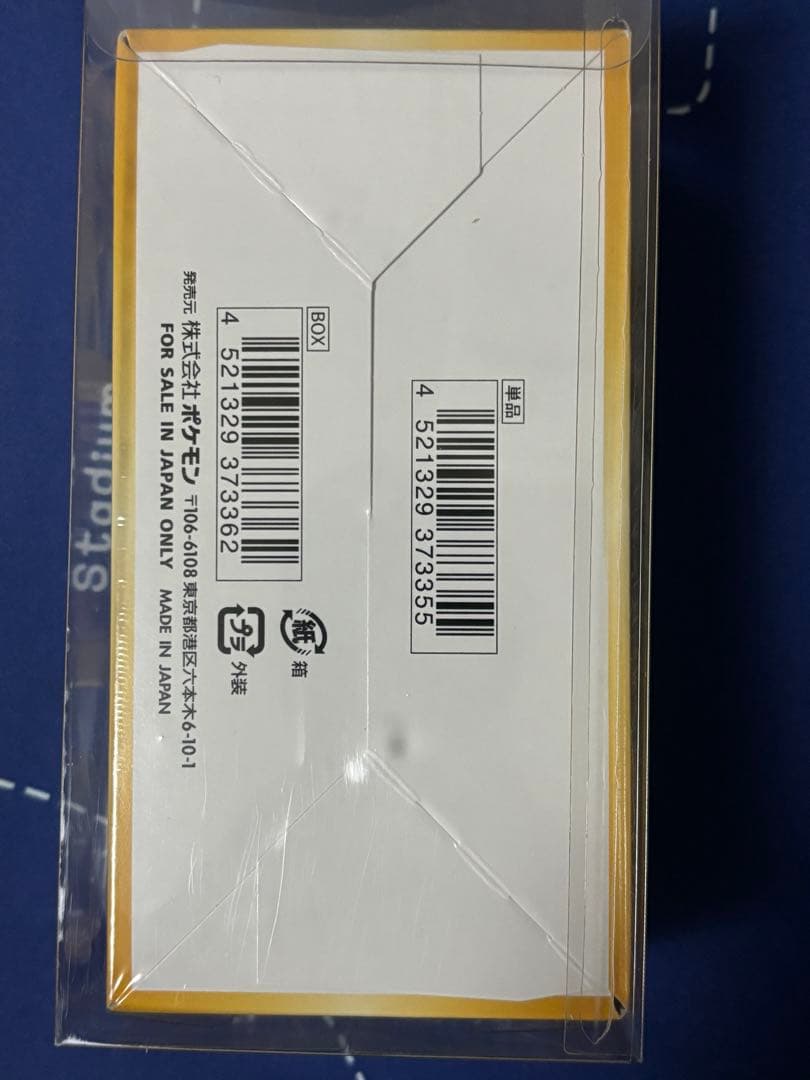 単品
4 521329 373355
BOX
4 521329 373362
紙
箱
プラ
外装
発売元 株式会社ポケモン 〒106-6108 東京都港区六本木6-10-1
FOR SALE IN JAPAN ONLY MADE IN JAPAN
Stadium